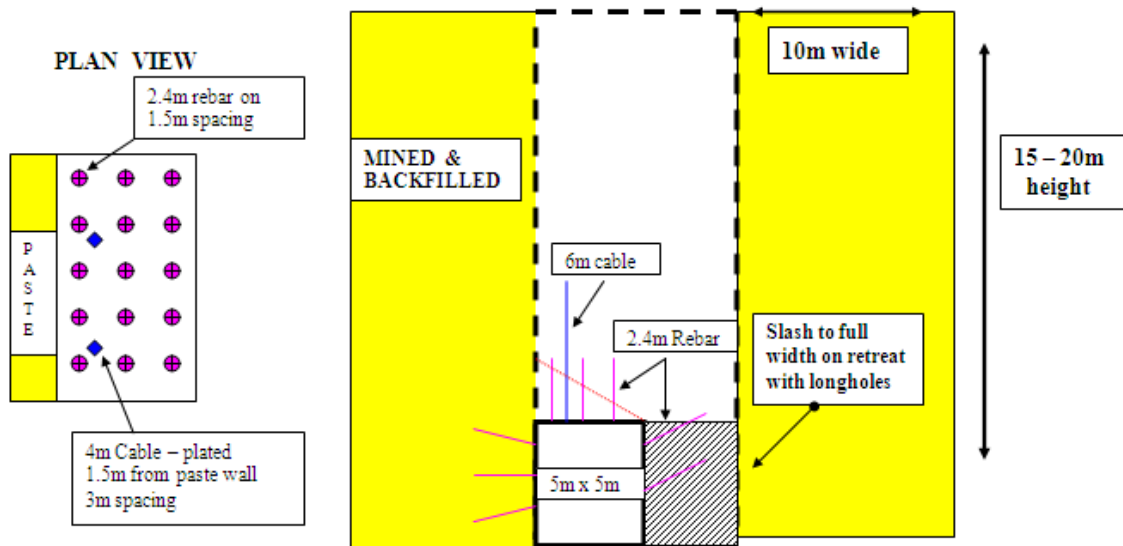 PLAN VIEW
2.4m rebar on
1.5m spacing
P
A
S
T
E
4m Cable – plated
1.5m from paste wall
3m spacing
MINED &
BACKFILLED
6m cable
2.4m Rebar
5m x 5m
10m wide
15 – 20m
height
Slash to full
width on retreat
with longholes